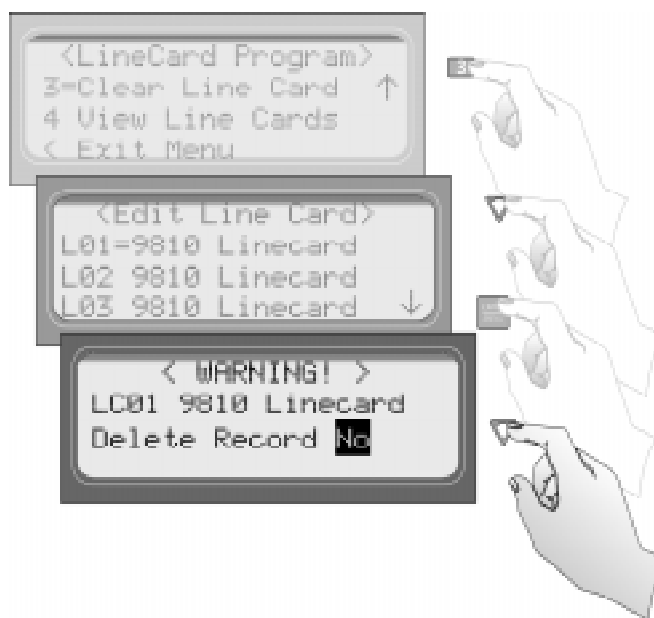 <LineCard Program>
3=Clear Line Card ↑
4 View Line Cards
< Exit Menu
<Edit Line Card>
L01=9810 Linecard
L02 9810 Linecard
L03 9810 Linecard ↓
< WARNING! >
LC01 9810 Linecard
Delete Record No